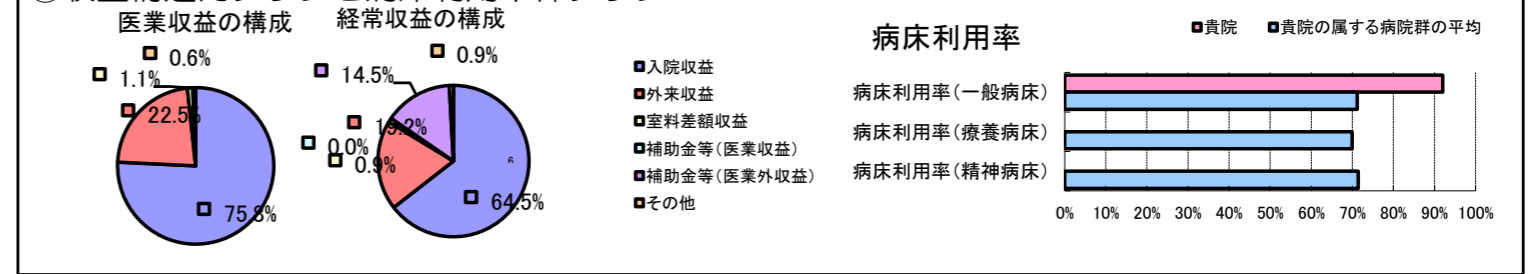 医業収益の構成
経常収益の構成
0.6%
1.1%
22.5%
75.8%
0.9%
14.5%
19.2%
0.0%
0.9%
64.5%
入院収益
外来収益
室料差額収益
補助金等(医業収益)
補助金等(医業外収益)
その他
病床利用率
貴院
貴院の属する病院群の平均
病床利用率(一般病床)
病床利用率(療養病床)
病床利用率(精神病床)
0% 10% 20% 30% 40% 50% 60% 70% 80% 90% 100%